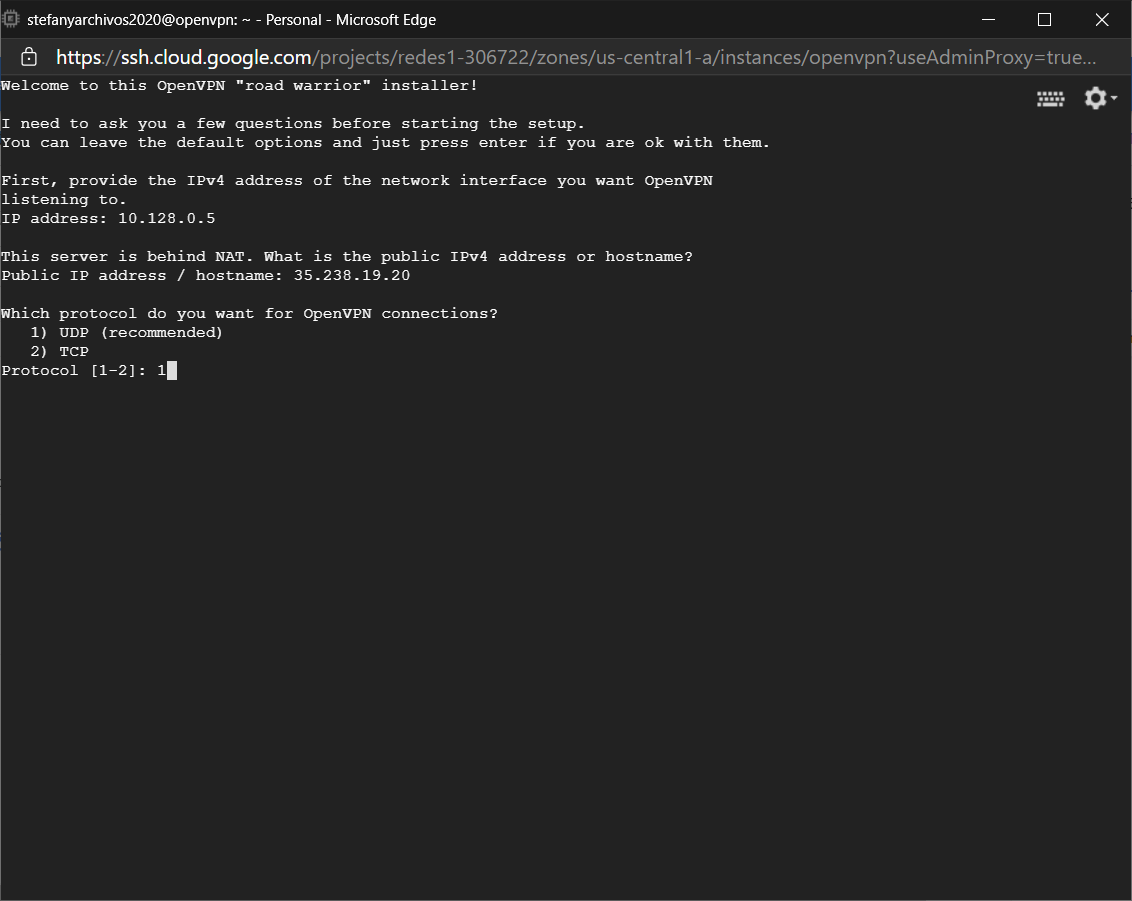 stefanyarchivos2020@openvpn: ~ - Personal - Microsoft Edge
https://ssh.cloud.google.com/projects/redes1-306722/zones/us-central1-a/instances/openvpn?useAdminProxy=true...
Welcome to this OpenVPN "road warrior" installer!
I need to ask you a few questions before starting the setup.
You can leave the default options and just press enter if you are ok with them.
First, provide the IPv4 address of the network interface you want OpenVPN
listening to.
IP address: 10.128.0.5
This server is behind NAT. What is the public IPv4 address or hostname?
Public IP address / hostname: 35.238.19.20
Which protocol do you want for OpenVPN connections?
1) UDP (recommended)
2) TCP
Protocol [1-2]: 1